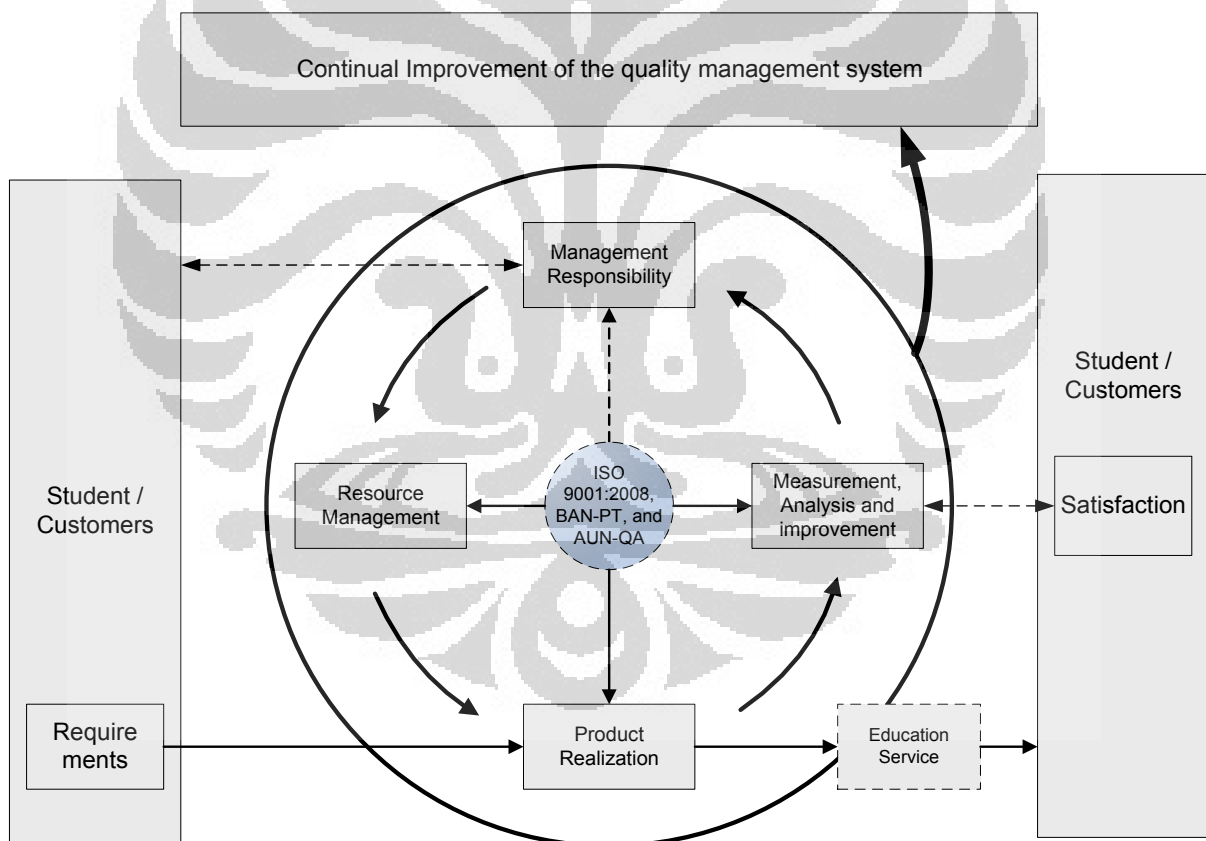 Continual Improvement of the quality management system
Management
Responsibility
Student /
Customers
Student /
Customers
Resource
Management
ISO
9001:2008,
BAN-PT, and
AUN-QA
Measurement,
Analysis and
improvement
Satisfaction
Require
ments
Product
Realization
Education
Service